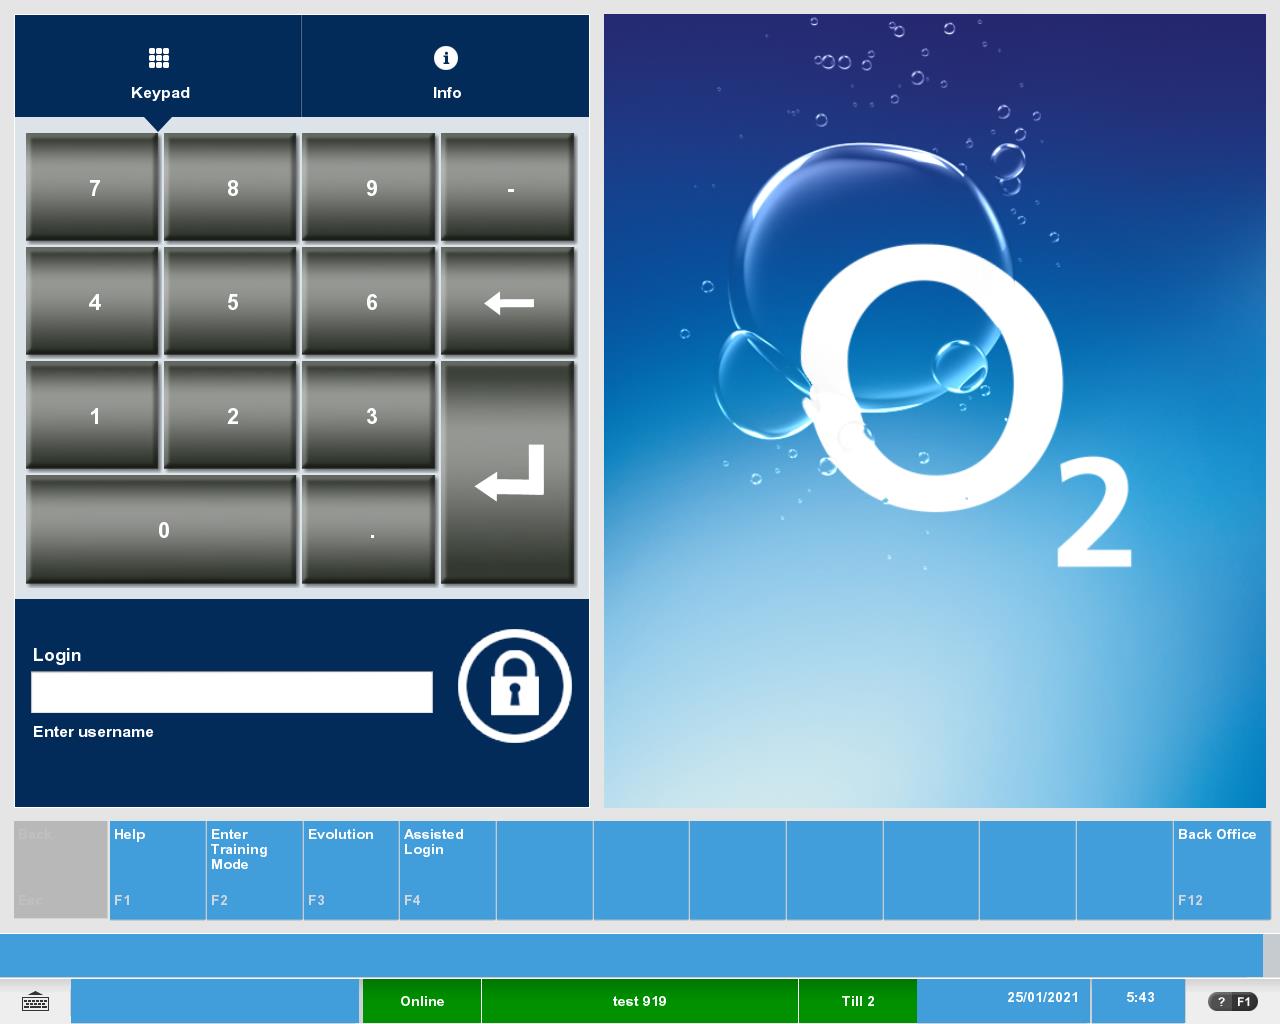 Keypad
Info
7
8
9
-
4
5
6
1
2
3
0
.
Login
Enter username
O2
Back
Esc
Help
F1
Enter
Training
Mode
F2
Evolution
F3
Assisted
Login
F4
Back Office
F12
Online
test 919
Till 2
25/01/2021
5:43
? F1